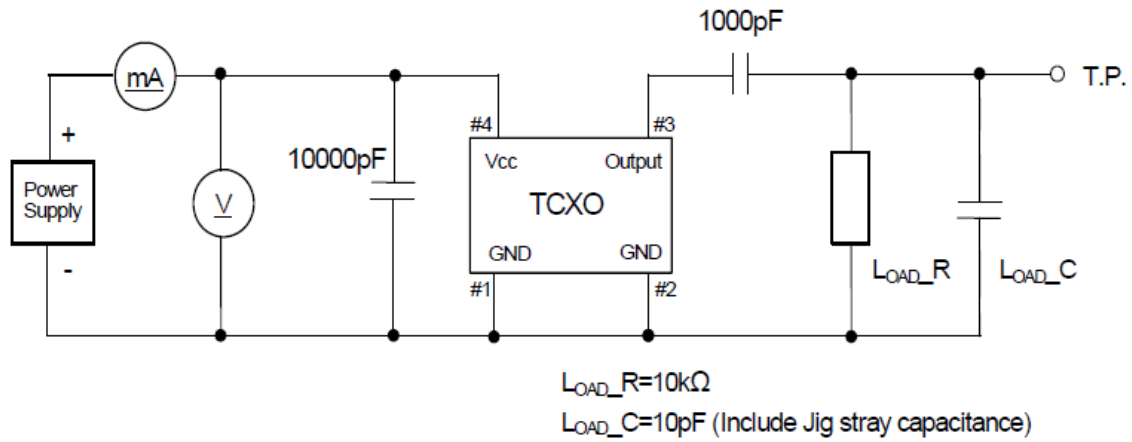 1000pF
mA
T.P.
#4
#3
+
10000pF
Vcc
Output
Power
Supply
V
TCXO
-
GND
GND
#1
#2
LOAD_R
LOAD_C
LOAD_R=10kΩ
LOAD_C=10pF (Include Jig stray capacitance)